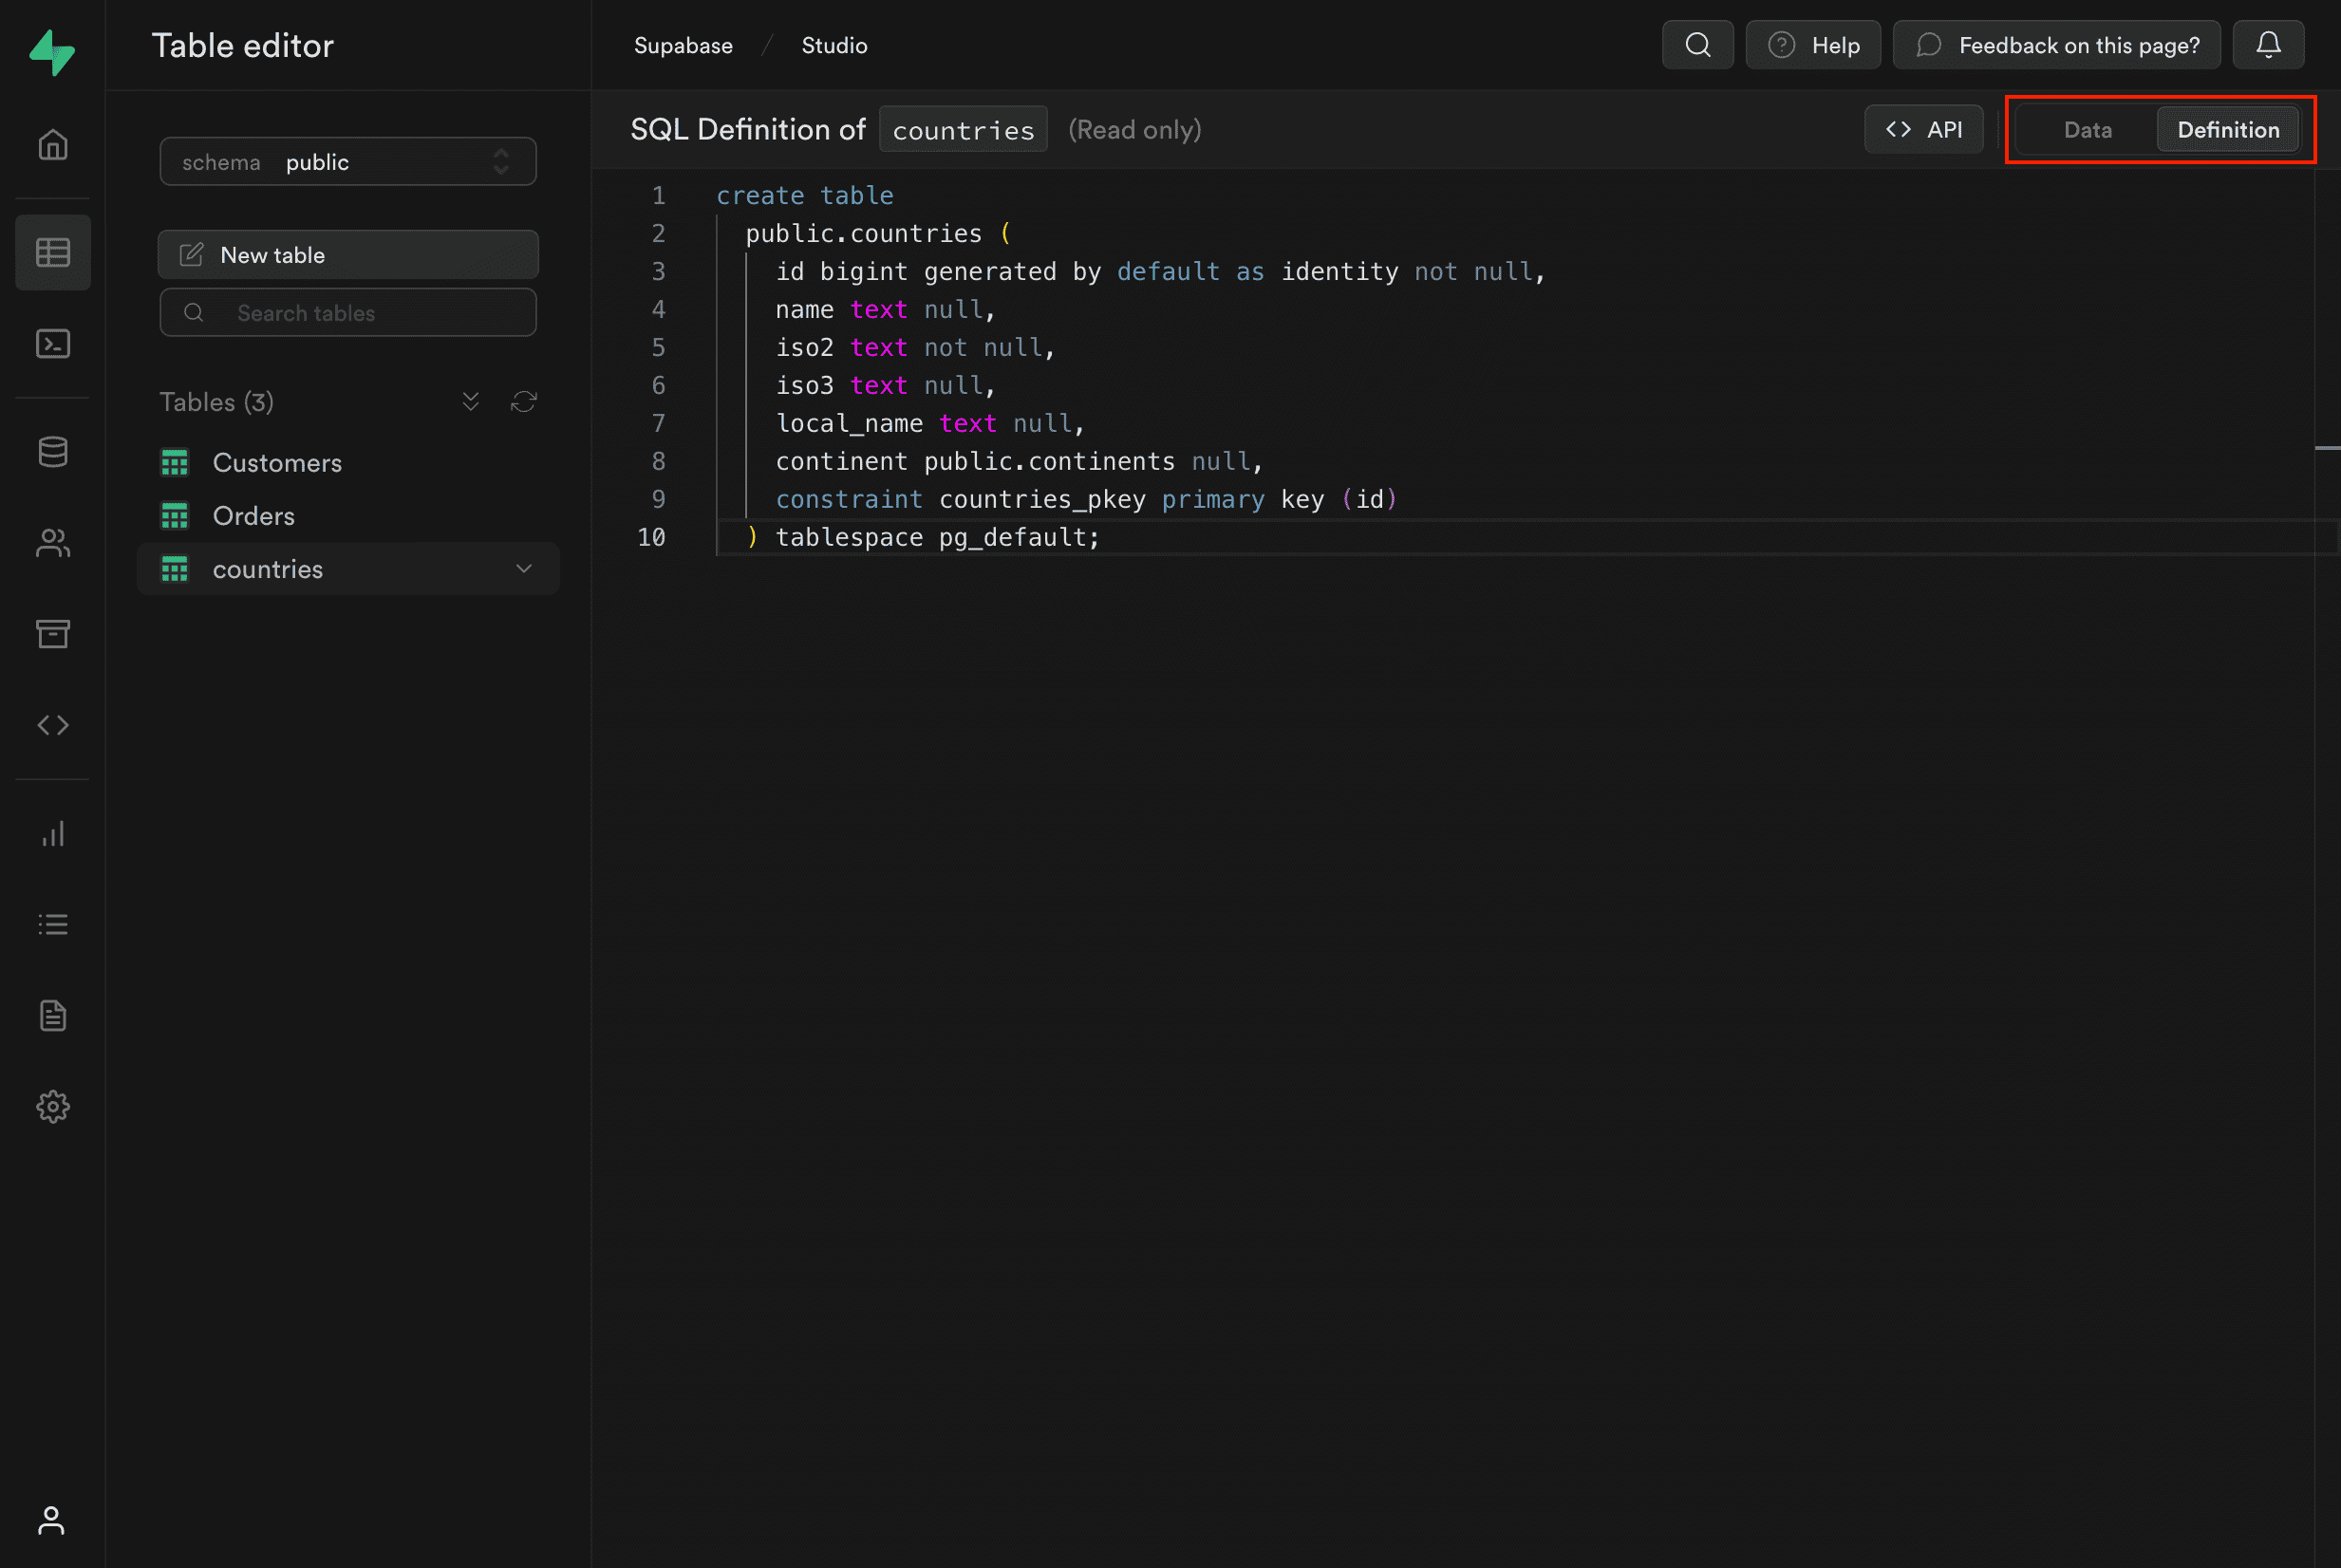 Table editor
Supabase / Studio
Help
Feedback on this page?
schema public
New table
Search tables
Tables (3)
Customers
Orders
countries
SQL Definition of countries (Read only)
<> API
Data
Definition
1 create table
2 public.countries (
3 id bigint generated by default as identity not null,
4 name text null,
5 iso2 text not null,
6 iso3 text null,
7 local_name text null,
8 continent public.continents null,
9 constraint countries_pkey primary key (id)
10 ) tablespace pg_default;